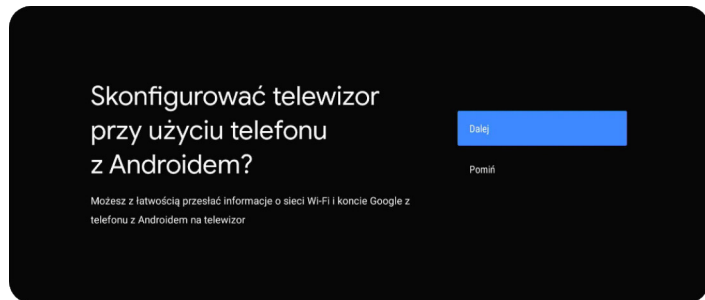 Skonfigurować telewizor
przy użyciu telefonu
z Androidem?
Możesz z łatwością przesłać informacje o sieci Wi-Fi i koncie Google z
telefonu z Androidem na telewizor
Dalej
Pomiń